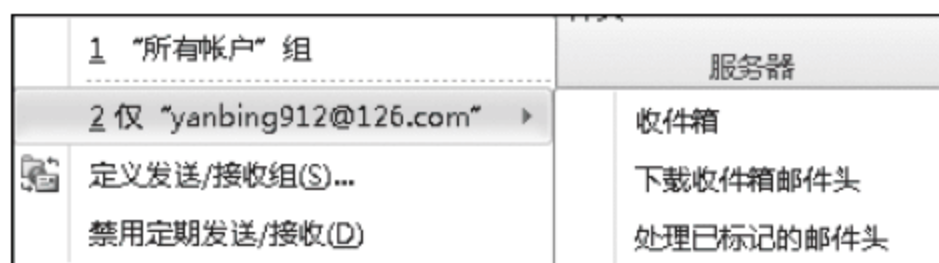 1 “所有帐户”组
2 仅“yanbing912@126.com”
定义发送/接收组(S)...
禁用定期发送/接收(D)
服务器
收件箱
下载收件箱邮件头
处理已标记的邮件头